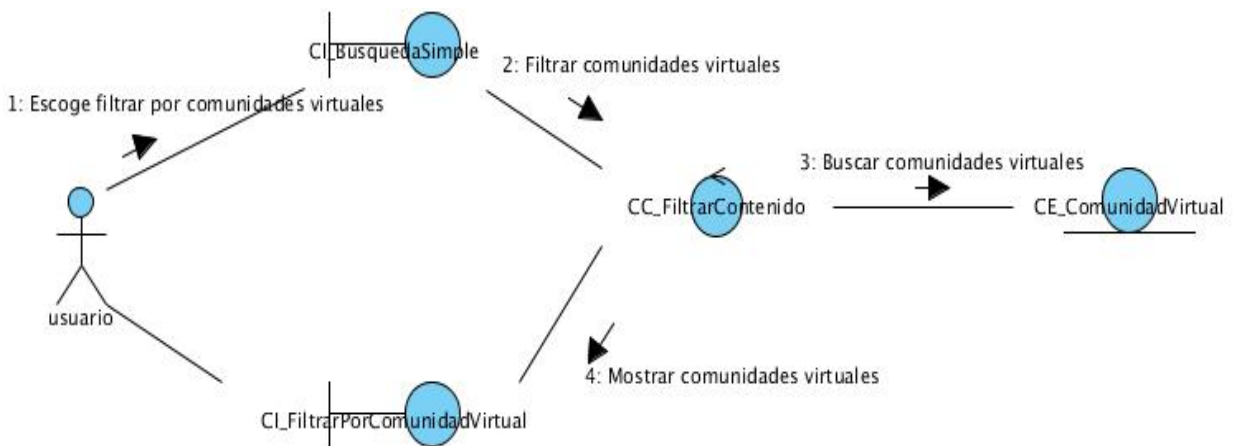 CI_BusquedaSimple
2: Filtrar comunidades virtuales
1: Escoge filtrar por comunidades virtuales
3: Buscar comunidades virtuales
CC_FiltrarContenido
CE_ComunidadVirtual
usuario
4: Mostrar comunidades virtuales
CI_FiltrarPorComunidadVirtual